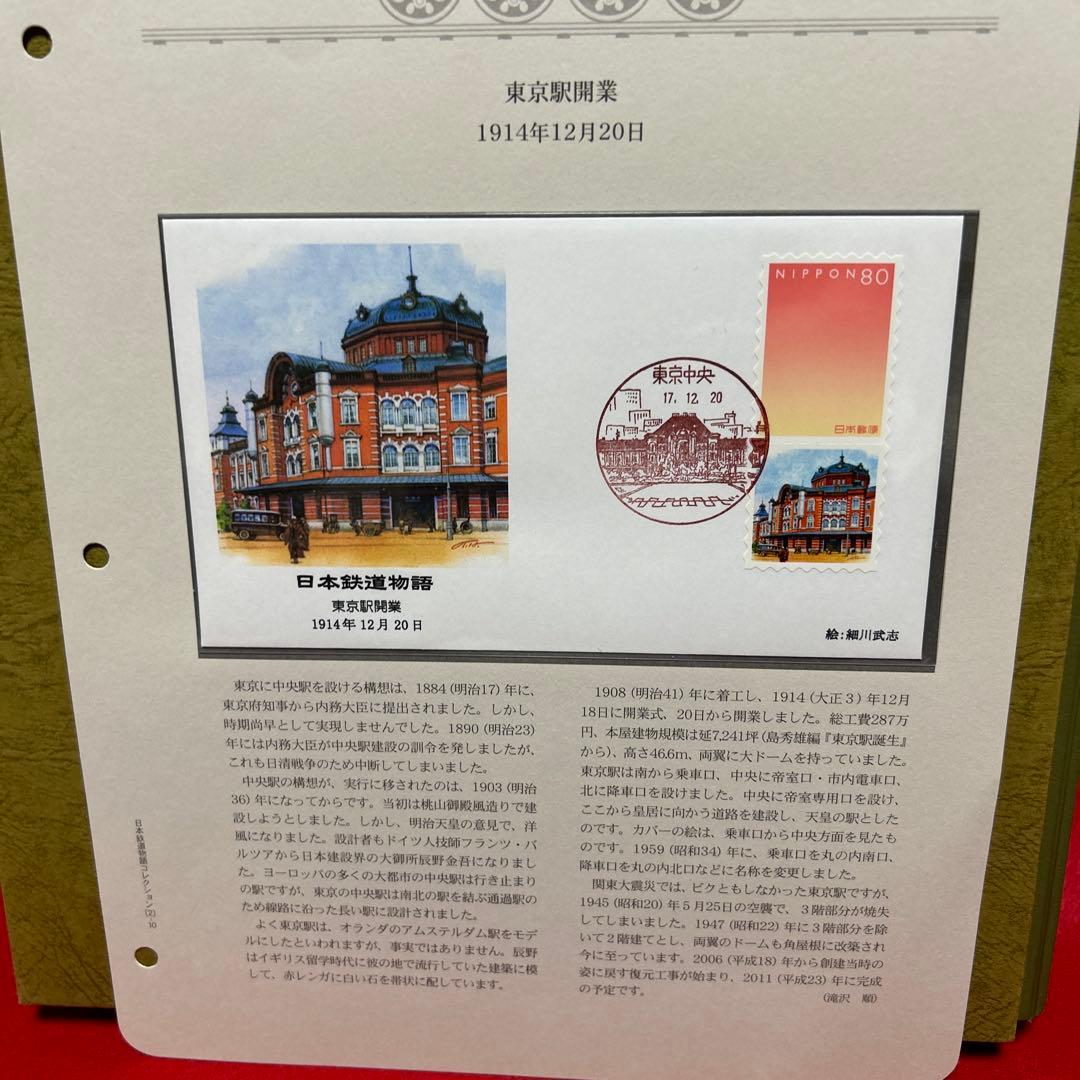 東京駅開業
1914年12月20日
NIPPON 80
日本郵便
東京中央
17. 12. 20
日本鉄道物語
東京駅開業
1914年12月20日
絵：細川武志
東京に中央駅を設ける構想は、1884（明治17）年に、
東京府知事から内務大臣に提出されました。しかし、
時期尚早として実現しませんでした。1890（明治23）
年には内務大臣が中央駅建設の訓令を発しましたが、
これも日清戦争のため中断してしまいました。
中央駅の構想が、実行に移されたのは、1903（明治
36）年になってからです。当初は桃山御殿風造りで建
設しようとしました。しかし、明治天皇の意見で、洋
風になりました。設計者もドイツ人技師フランツ・バ
ルツアから日本建設界の大御所辰野金吾になりまし
た。ヨーロッパの多くの大都市の中央駅は行き止まり
の駅ですが、東京の中央駅は南北の駅を結ぶ通過駅の
ため線路に沿った長い駅に設計されました。
よく東京駅は、オランダのアムステルダム駅をモデ
ルにしたといわれますが、事実ではありません。辰野
はイギリス留学時代に彼の地で流行していた建築に模
して、赤レンガに白い石を帯状に配しています。
1908（明治41）年に着工し、1914（大正3）年12月
18日に開業式、20日から開業しました。総工費287万
円、本屋建物規模は延7,241坪（島秀雄編『東京駅誕生』
から）、高さ46.6m、両翼に大ドームを持っていました。
東京駅は南から乗車口、中央に帝室口・市内電車口、
北に降車口を設けました。中央に帝室専用口を設け、
ここから皇居に向かう道路を建設し、天皇の駅とした
のです。カバーの絵は、乗車口から中央方面を見たも
のです。1959（昭和34）年に、乗車口を丸の内南口、
降車口を丸の内北口などに名称を変更しました。
関東大震災では、ビクともしなかった東京駅ですが、
1945（昭和20）年5月25日の空襲で、3階部分が焼失
してしまいました。1947（昭和22）年に3階部分を除
いて2階建てとし、両翼のドームも角屋根に改築され
今に至っています。2006（平成18）年から創建当時の
姿に戻す復元工事が始まり、2011（平成23）年に完成
の予定です。
（滝沢 順）
日本鉄道物語コレクション(2)-10